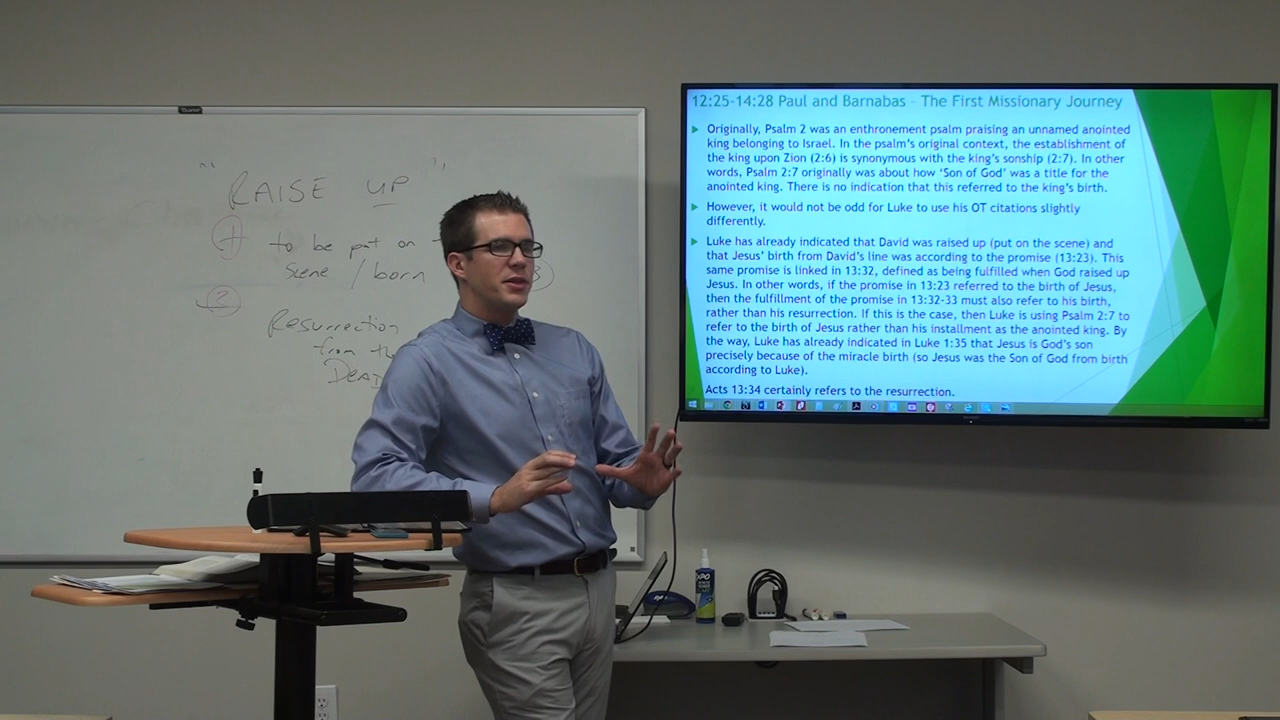 " RAISE UP "
1 to be put on
scene / born
3
2
Resurrection
from the
DEAD
12:25-14:28 Paul and Barnabas – The First Missionary Journey
Originally, Psalm 2 was an enthronement psalm praising an unnamed anointed
king belonging to Israel. In the psalm's original context, the establishment of
the king upon Zion (2:6) is synonymous with the king's sonship (2:7). In other
words, Psalm 2:7 originally was about how 'Son of God' was a title for the
anointed king. There is no indication that this referred to the king's birth.
However, it would not be odd for Luke to use his OT citations slightly
differently.
Luke has already indicated that David was raised up (put on the scene) and
that Jesus' birth from David's line was according to the promise (13:23). This
same promise is linked in 13:32, defined as being fulfilled when God raised up
Jesus. In other words, if the promise in 13:23 referred to the birth of Jesus,
then the fulfillment of the promise in 13:32-33 must also refer to his birth,
rather than his resurrection. If this is the case, then Luke is using Psalm 2:7 to
refer to the birth of Jesus rather than his installment as the anointed king. By
the way, Luke has already indicated in Luke 1:35 that Jesus is God's son
precisely because of the miracle birth (so Jesus was the Son of God from birth
according to Luke).
Acts 13:34 certainly refers to the resurrection.
EXPO